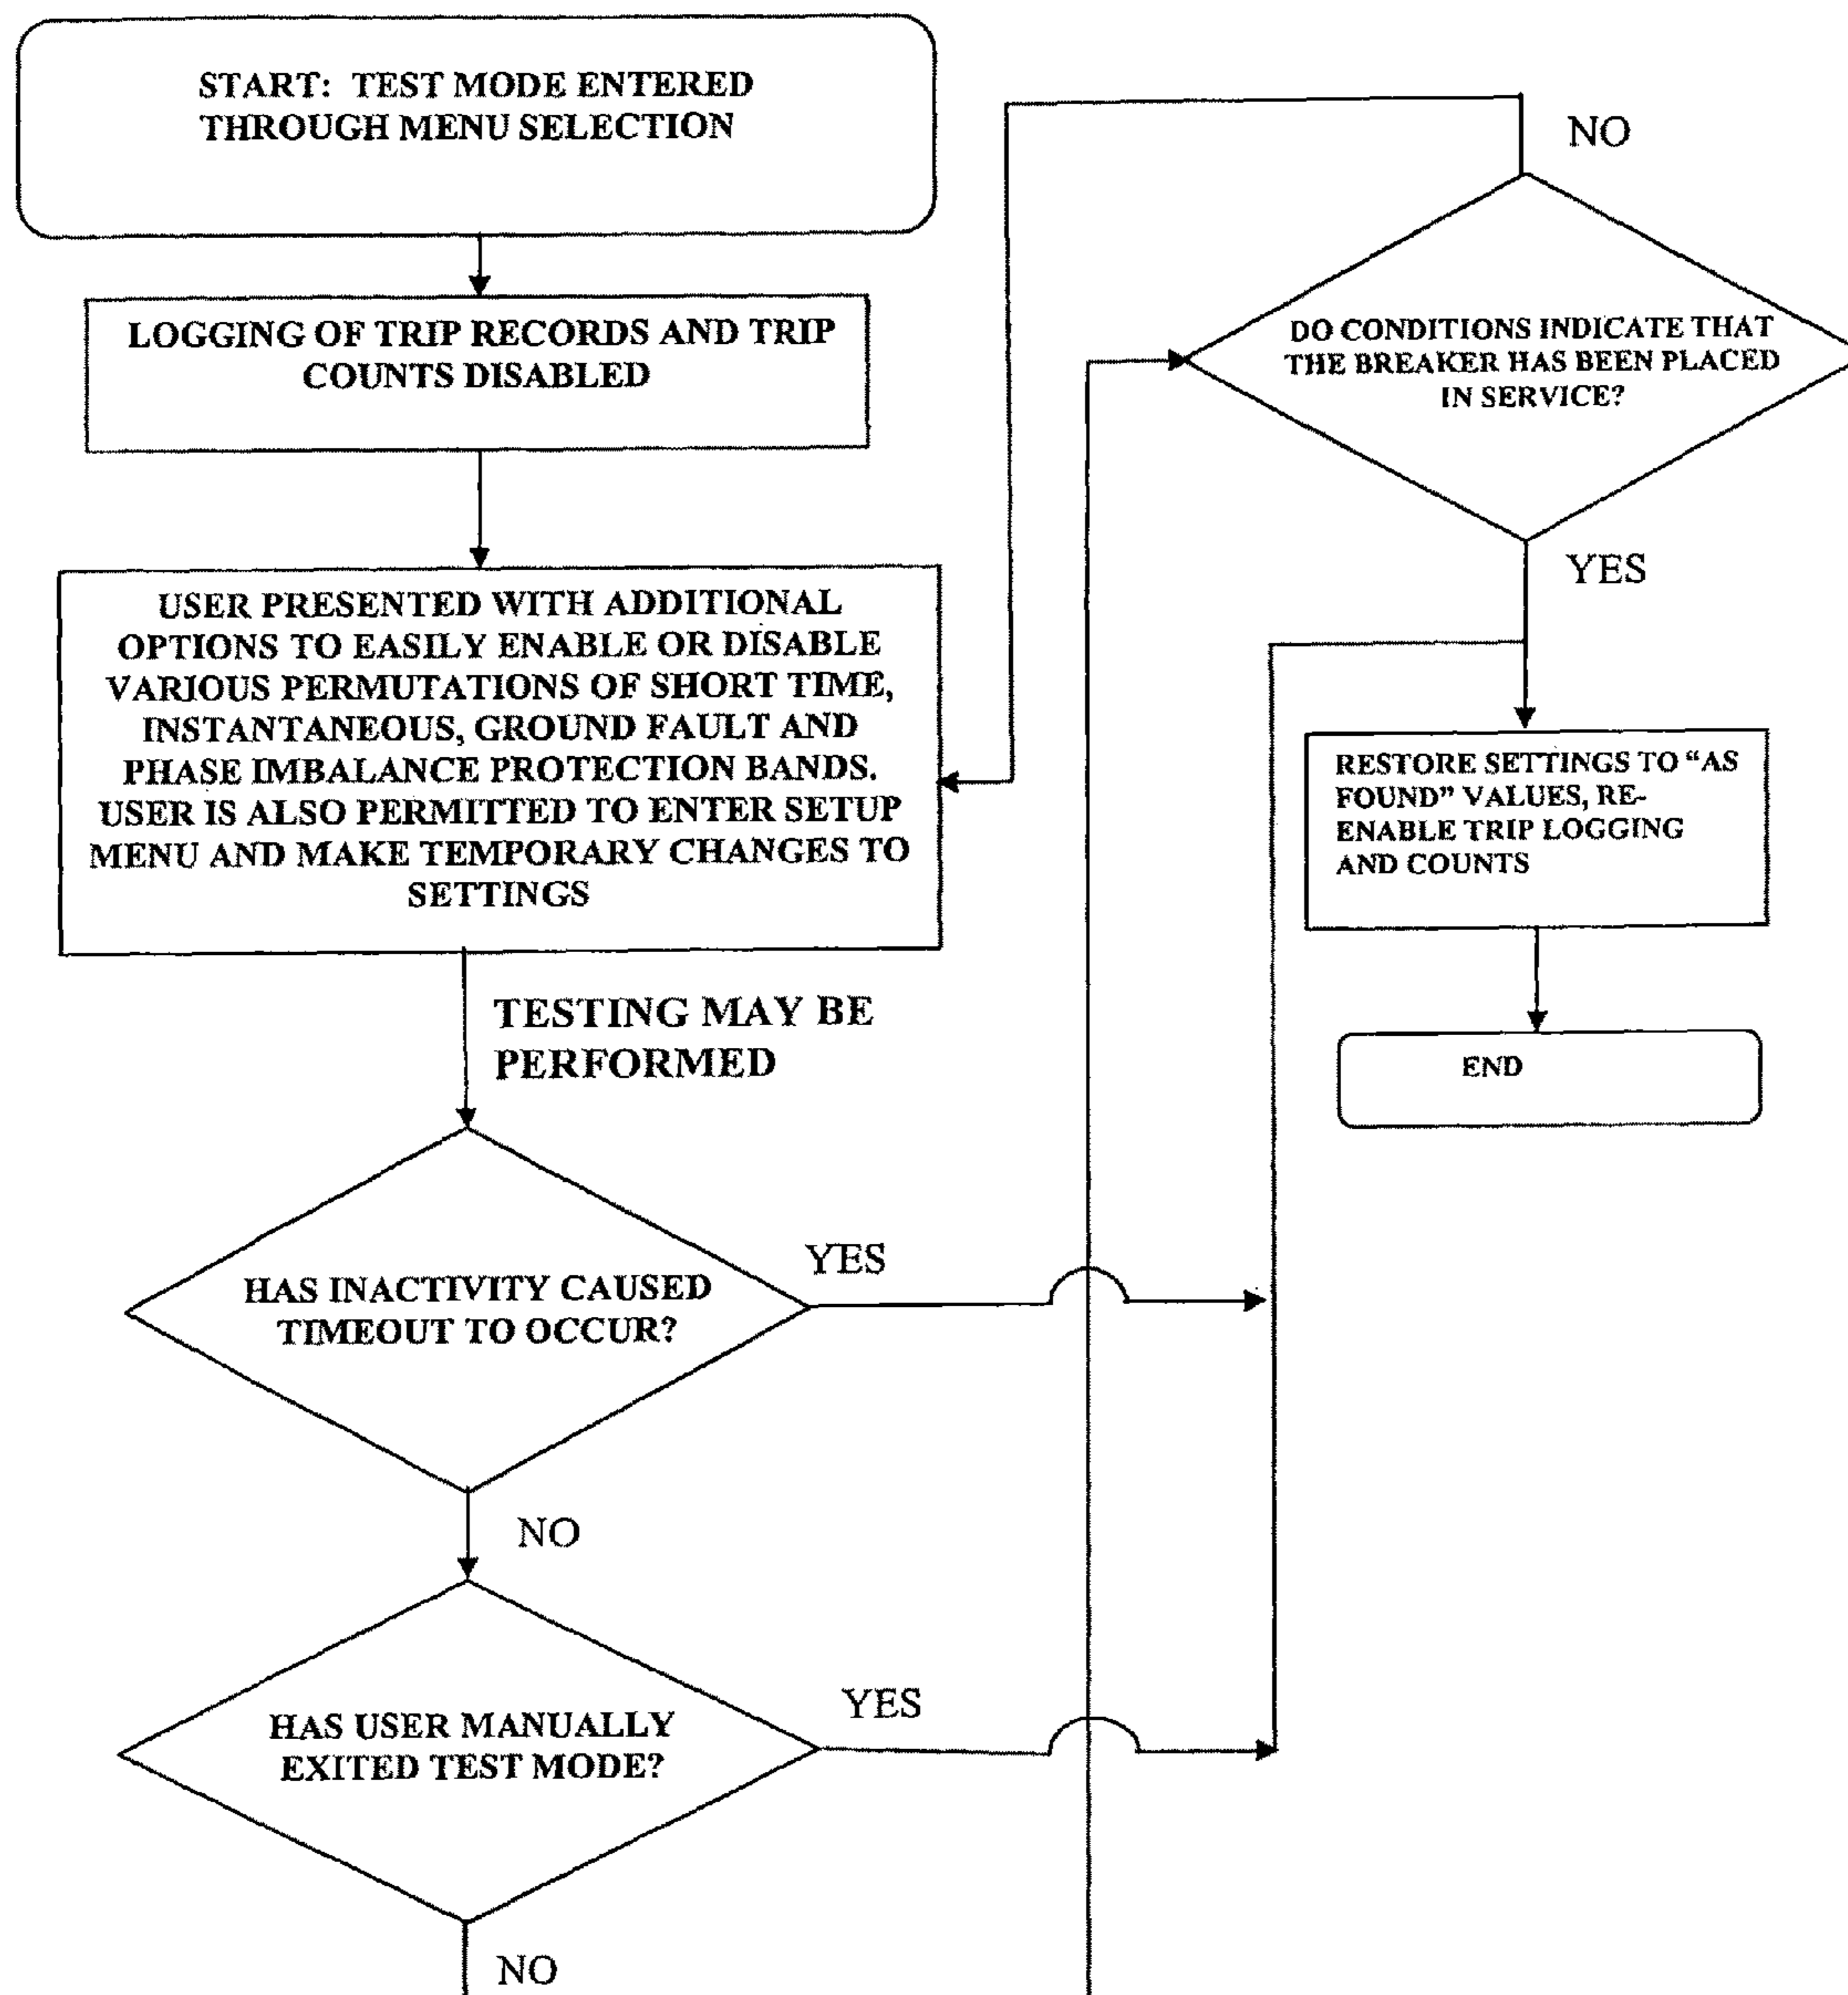 START: TEST MODE ENTERED
THROUGH MENU SELECTION
LOGGING OF TRIP RECORDS AND TRIP
COUNTS DISABLED
USER PRESENTED WITH ADDITIONAL
OPTIONS TO EASILY ENABLE OR DISABLE
VARIOUS PERMUTATIONS OF SHORT TIME,
INSTANTANEOUS, GROUND FAULT AND
PHASE IMBALANCE PROTECTION BANDS.
USER IS ALSO PERMITTED TO ENTER SETUP
MENU AND MAKE TEMPORARY CHANGES TO
SETTINGS
TESTING MAY BE
PERFORMED
HAS INACTIVITY CAUSED
TIMEOUT TO OCCUR?
YES
NO
HAS USER MANUALLY
EXITED TEST MODE?
YES
NO
NO
DO CONDITIONS INDICATE THAT
THE BREAKER HAS BEEN PLACED
IN SERVICE?
YES
RESTORE SETTINGS TO “AS
FOUND” VALUES, RE-
ENABLE TRIP LOGGING
AND COUNTS
END